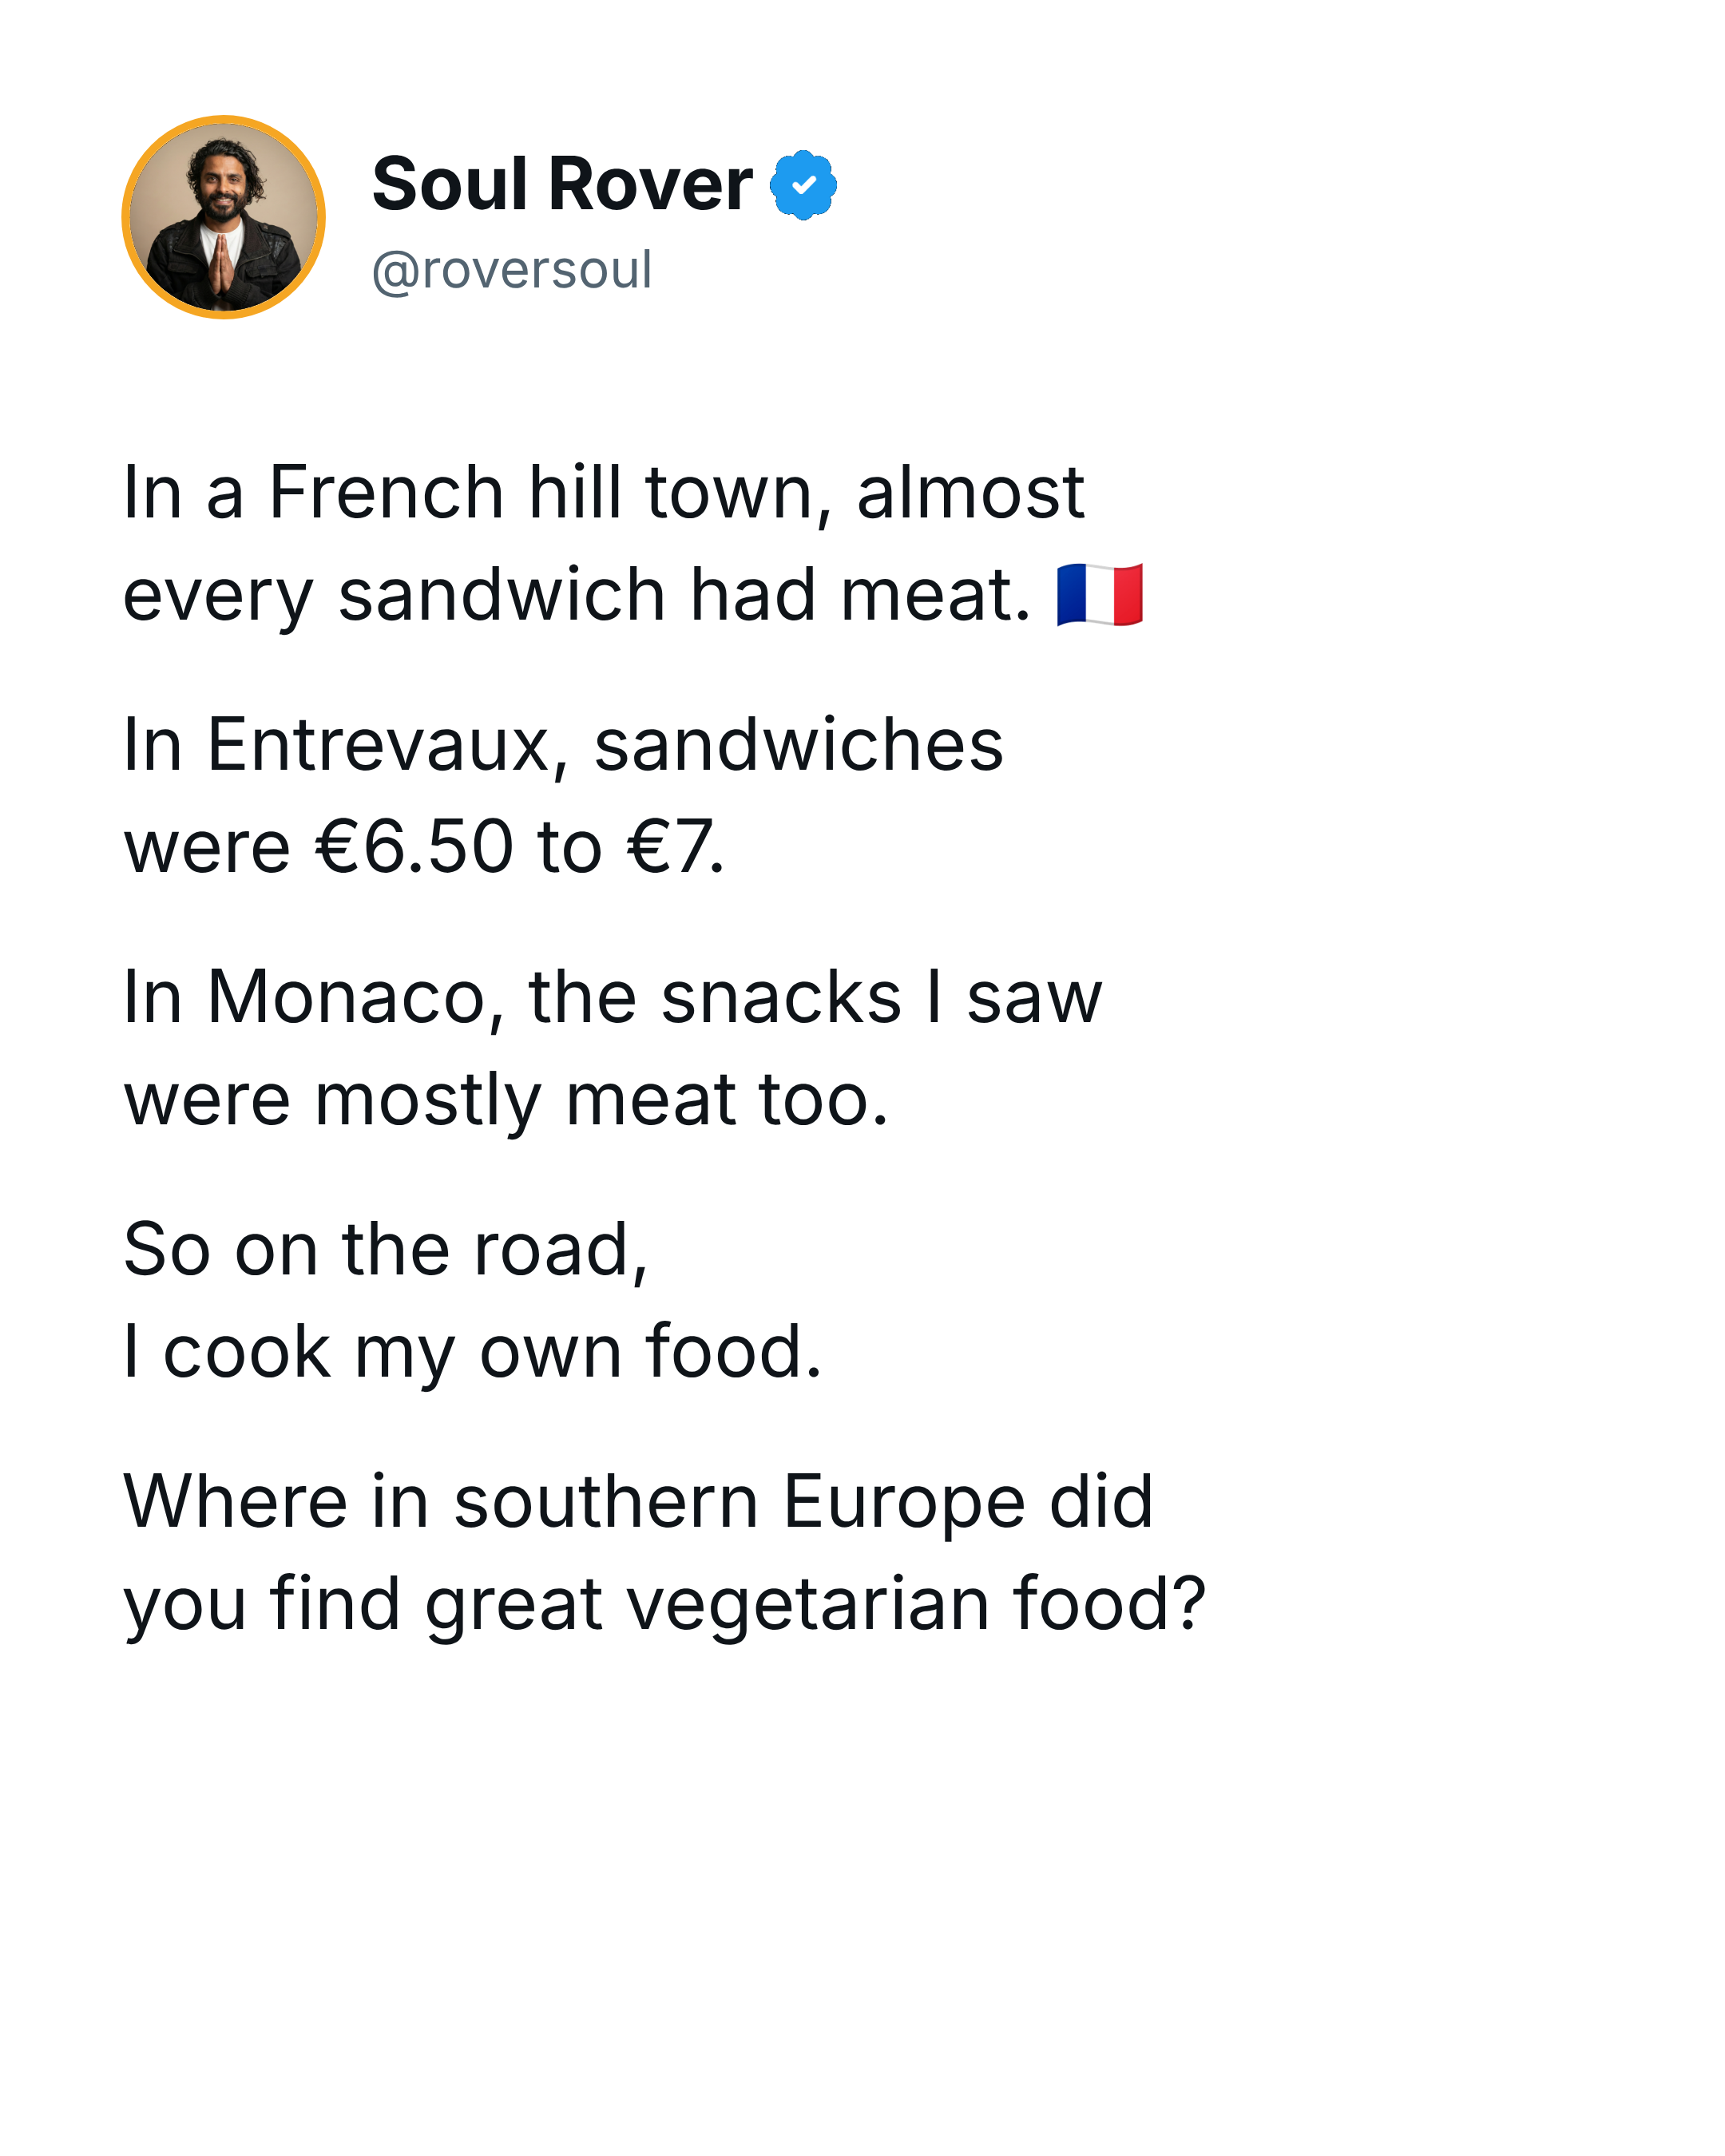 Soul Rover
@roversoul
In a French hill town, almost
every sandwich had meat. 🇫🇷
In Entrevaux, sandwiches
were €6.50 to €7.
In Monaco, the snacks I saw
were mostly meat too.
So on the road,
I cook my own food.
Where in southern Europe did
you find great vegetarian food?